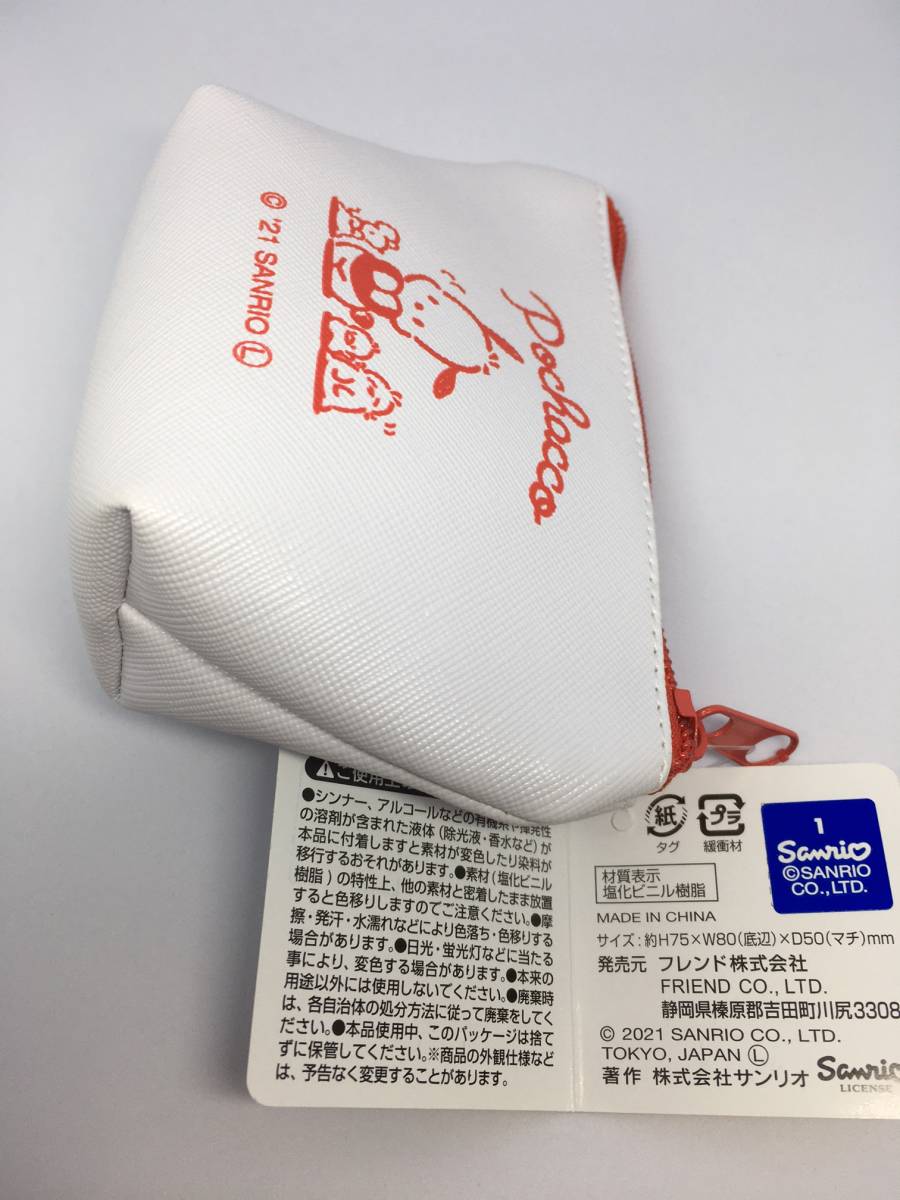 Pochacco
© '21 SANRIO Ⓛ
ご使用上の
●シンナー、アルコールなどの有機系や揮発性
の溶剤が含まれた液体(除光液・香水など)が
本品に付着しますと素材が変色したり染料が
移行するおそれがあります。●素材(塩化ビニル
樹脂)の特性上、他の素材と密着したまま放置
すると色移りしますのでご注意ください。●摩
擦・発汗・水濡れなどにより色落ち・色移りする
場合があります。●日光・蛍光灯などに当たる
事により、変色する場合があります。●本来の
用途以外には使用しないでください。●廃棄時
は、各自治体の処分方法に従って廃棄をしてく
ださい。●本品使用中、このパッケージは捨て
ずに保管してください。※商品の外観仕様など
は、予告なく変更することがあります。
紙
タグ
プラ
緩衝材
1
Sanrio
©SANRIO
CO.,LTD.
材質表示
塩化ビニル樹脂
MADE IN CHINA
サイズ:約H75×W80(底辺)×D50(マチ)mm
発売元 フレンド株式会社
FRIEND CO., LTD.
静岡県榛原郡吉田町川尻3308
© 2021 SANRIO CO., LTD.
TOKYO, JAPAN Ⓛ
著作 株式会社サンリオ
Sanrio
LICENSE